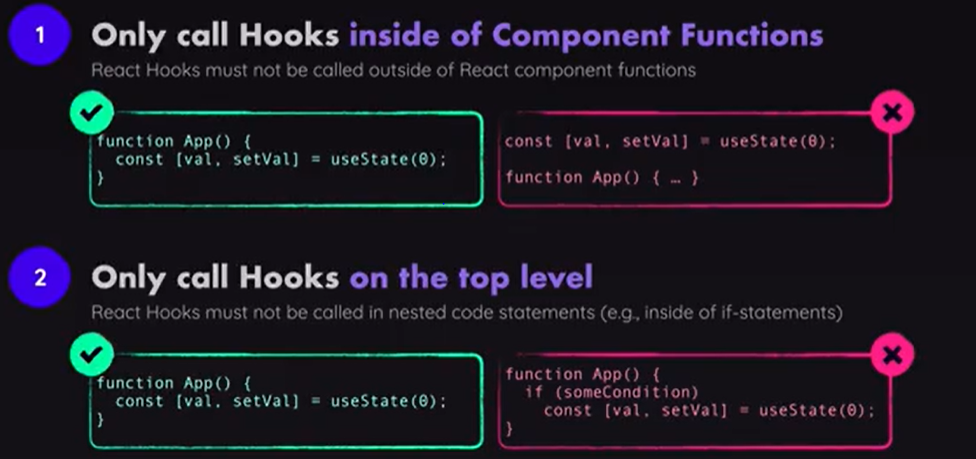 1
Only call Hooks inside of Component Functions
React Hooks must not be called outside of React component functions
function App() {
  const [val, setVal] = useState(0);
}
const [val, setVal] = useState(0);
function App() { … }
2
Only call Hooks on the top level
React Hooks must not be called in nested code statements (e.g., inside of if-statements)
function App() {
  const [val, setVal] = useState(0);
}
function App() {
  if (someCondition)
    const [val, setVal] = useState(0);
}